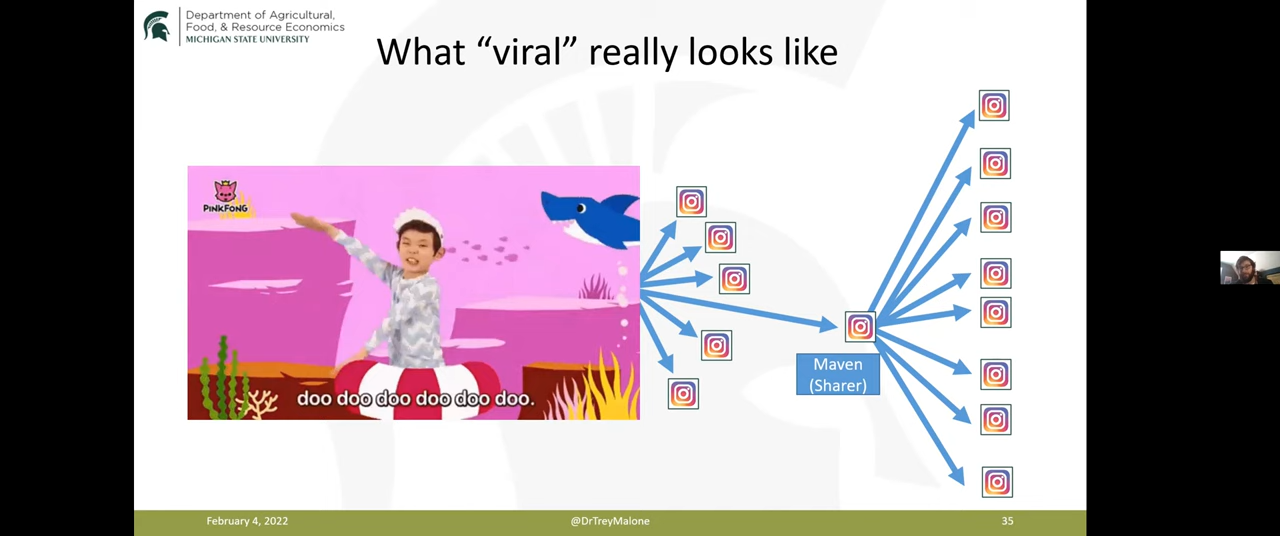 Department of Agricultural,
Food, & Resource Economics
MICHIGAN STATE UNIVERSITY
What “viral” really looks like
PINKFONG
doo doo doo doo doo doo.
Maven
(Sharer)
February 4, 2022
@DrTreyMalone
35